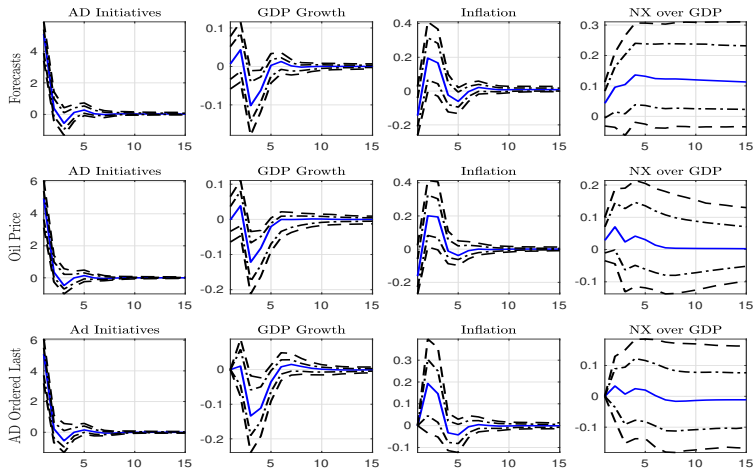 AD Initiatives GDP Growth Inflation NX over GDP
Forecasts
4 2 0
0.1 0 -0.1
0.4 0.2 0 -0.2
0.3 0.2 0.1 0
5 10 15 5 10 15 5 10 15 5 10 15
AD Initiatives GDP Growth Inflation NX over GDP
Oil Price
6 4 2 0
0.1 0 -0.1 -0.2
0.4 0.2 0 -0.2
0.2 0.1 0 -0.1
5 10 15 5 10 15 5 10 15 5 10 15
Ad Initiatives GDP Growth Inflation NX over GDP
AD Ordered Last
6 4 2 0
0 -0.1 -0.2
0.3 0.2 0.1 0 -0.1
0.1 0 -0.1
5 10 15 5 10 15 5 10 15 5 10 15